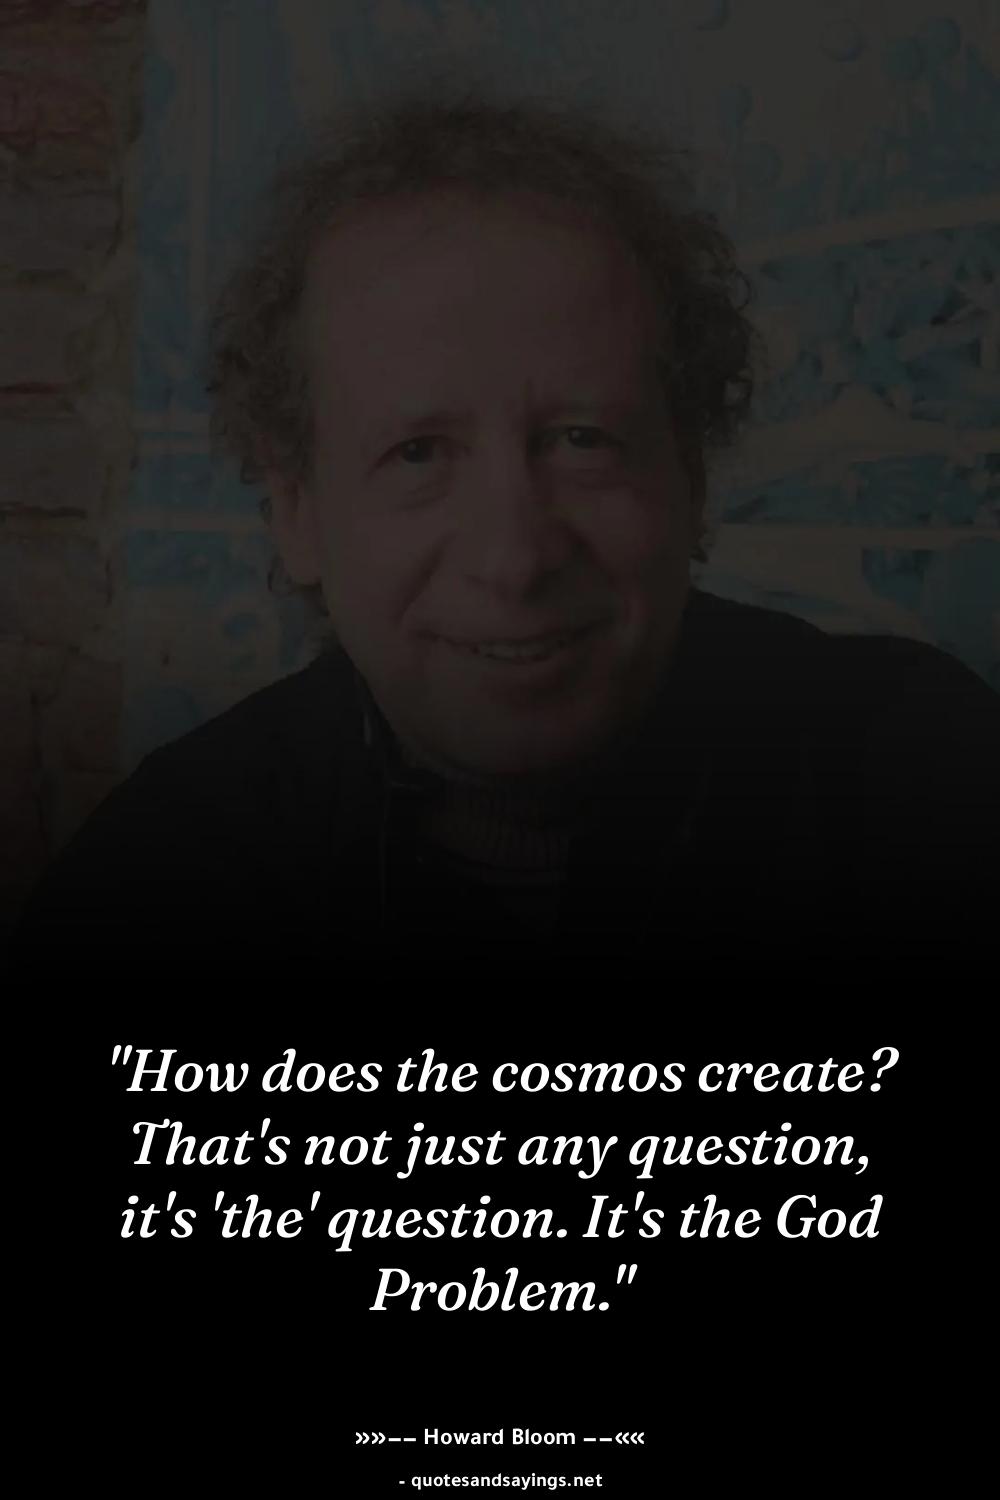 "How does the cosmos create?
That's not just any question,
it's 'the' question. It's the God
Problem."
»»−− Howard Bloom −−««
- quotesandsayings.net